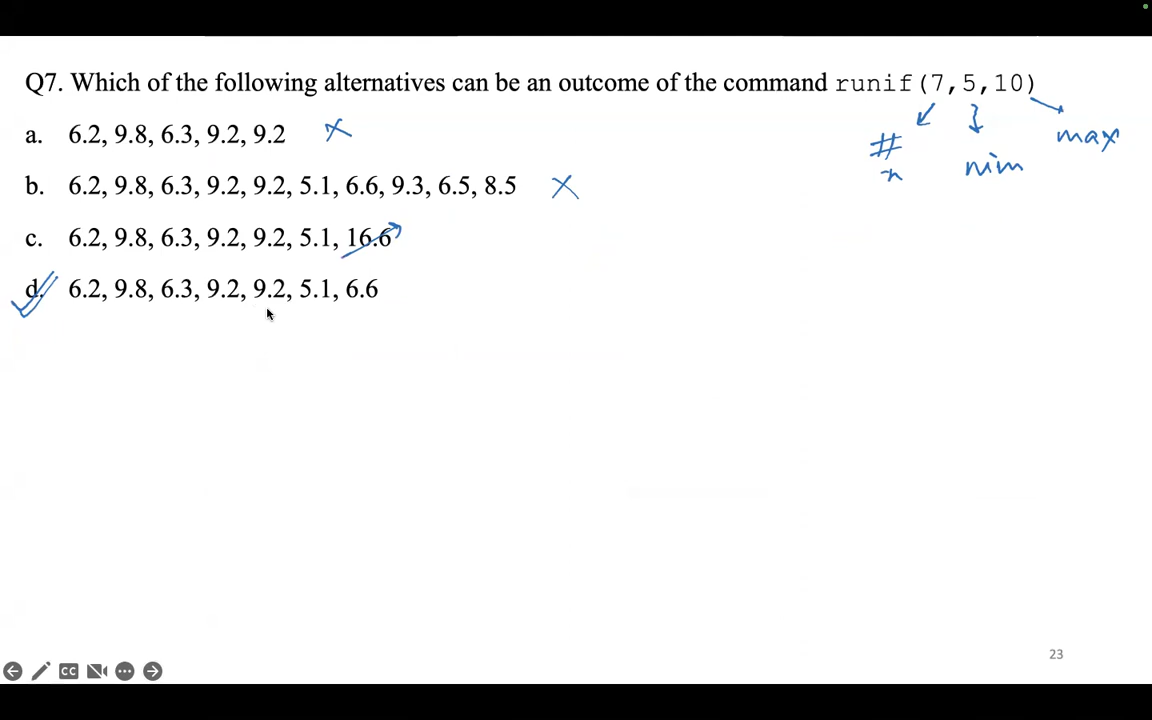 Q7. Which of the following alternatives can be an outcome of the command runif(7,5,10)
a. 6.2, 9.8, 6.3, 9.2, 9.2
b. 6.2, 9.8, 6.3, 9.2, 9.2, 5.1, 6.6, 9.3, 6.5, 8.5
c. 6.2, 9.8, 6.3, 9.2, 9.2, 5.1, 16.6
d. 6.2, 9.8, 6.3, 9.2, 9.2, 5.1, 6.6
# nim max
n
23
CC